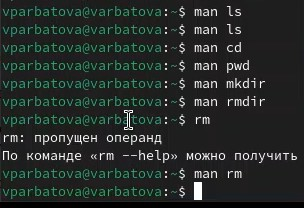 vparbatova@varbatova:~$ man ls
vparbatova@varbatova:~$ man ls
vparbatova@varbatova:~$ man cd
vparbatova@varbatova:~$ man pwd
vparbatova@varbatova:~$ man mkdir
vparbatova@varbatova:~$ man rmdir
vparbatova@varbatova:~$ rm
rm: пропущен операнд
По команде «rm --help» можно получить
vparbatova@varbatova:~$ man rm
vparbatova@varbatova:~$